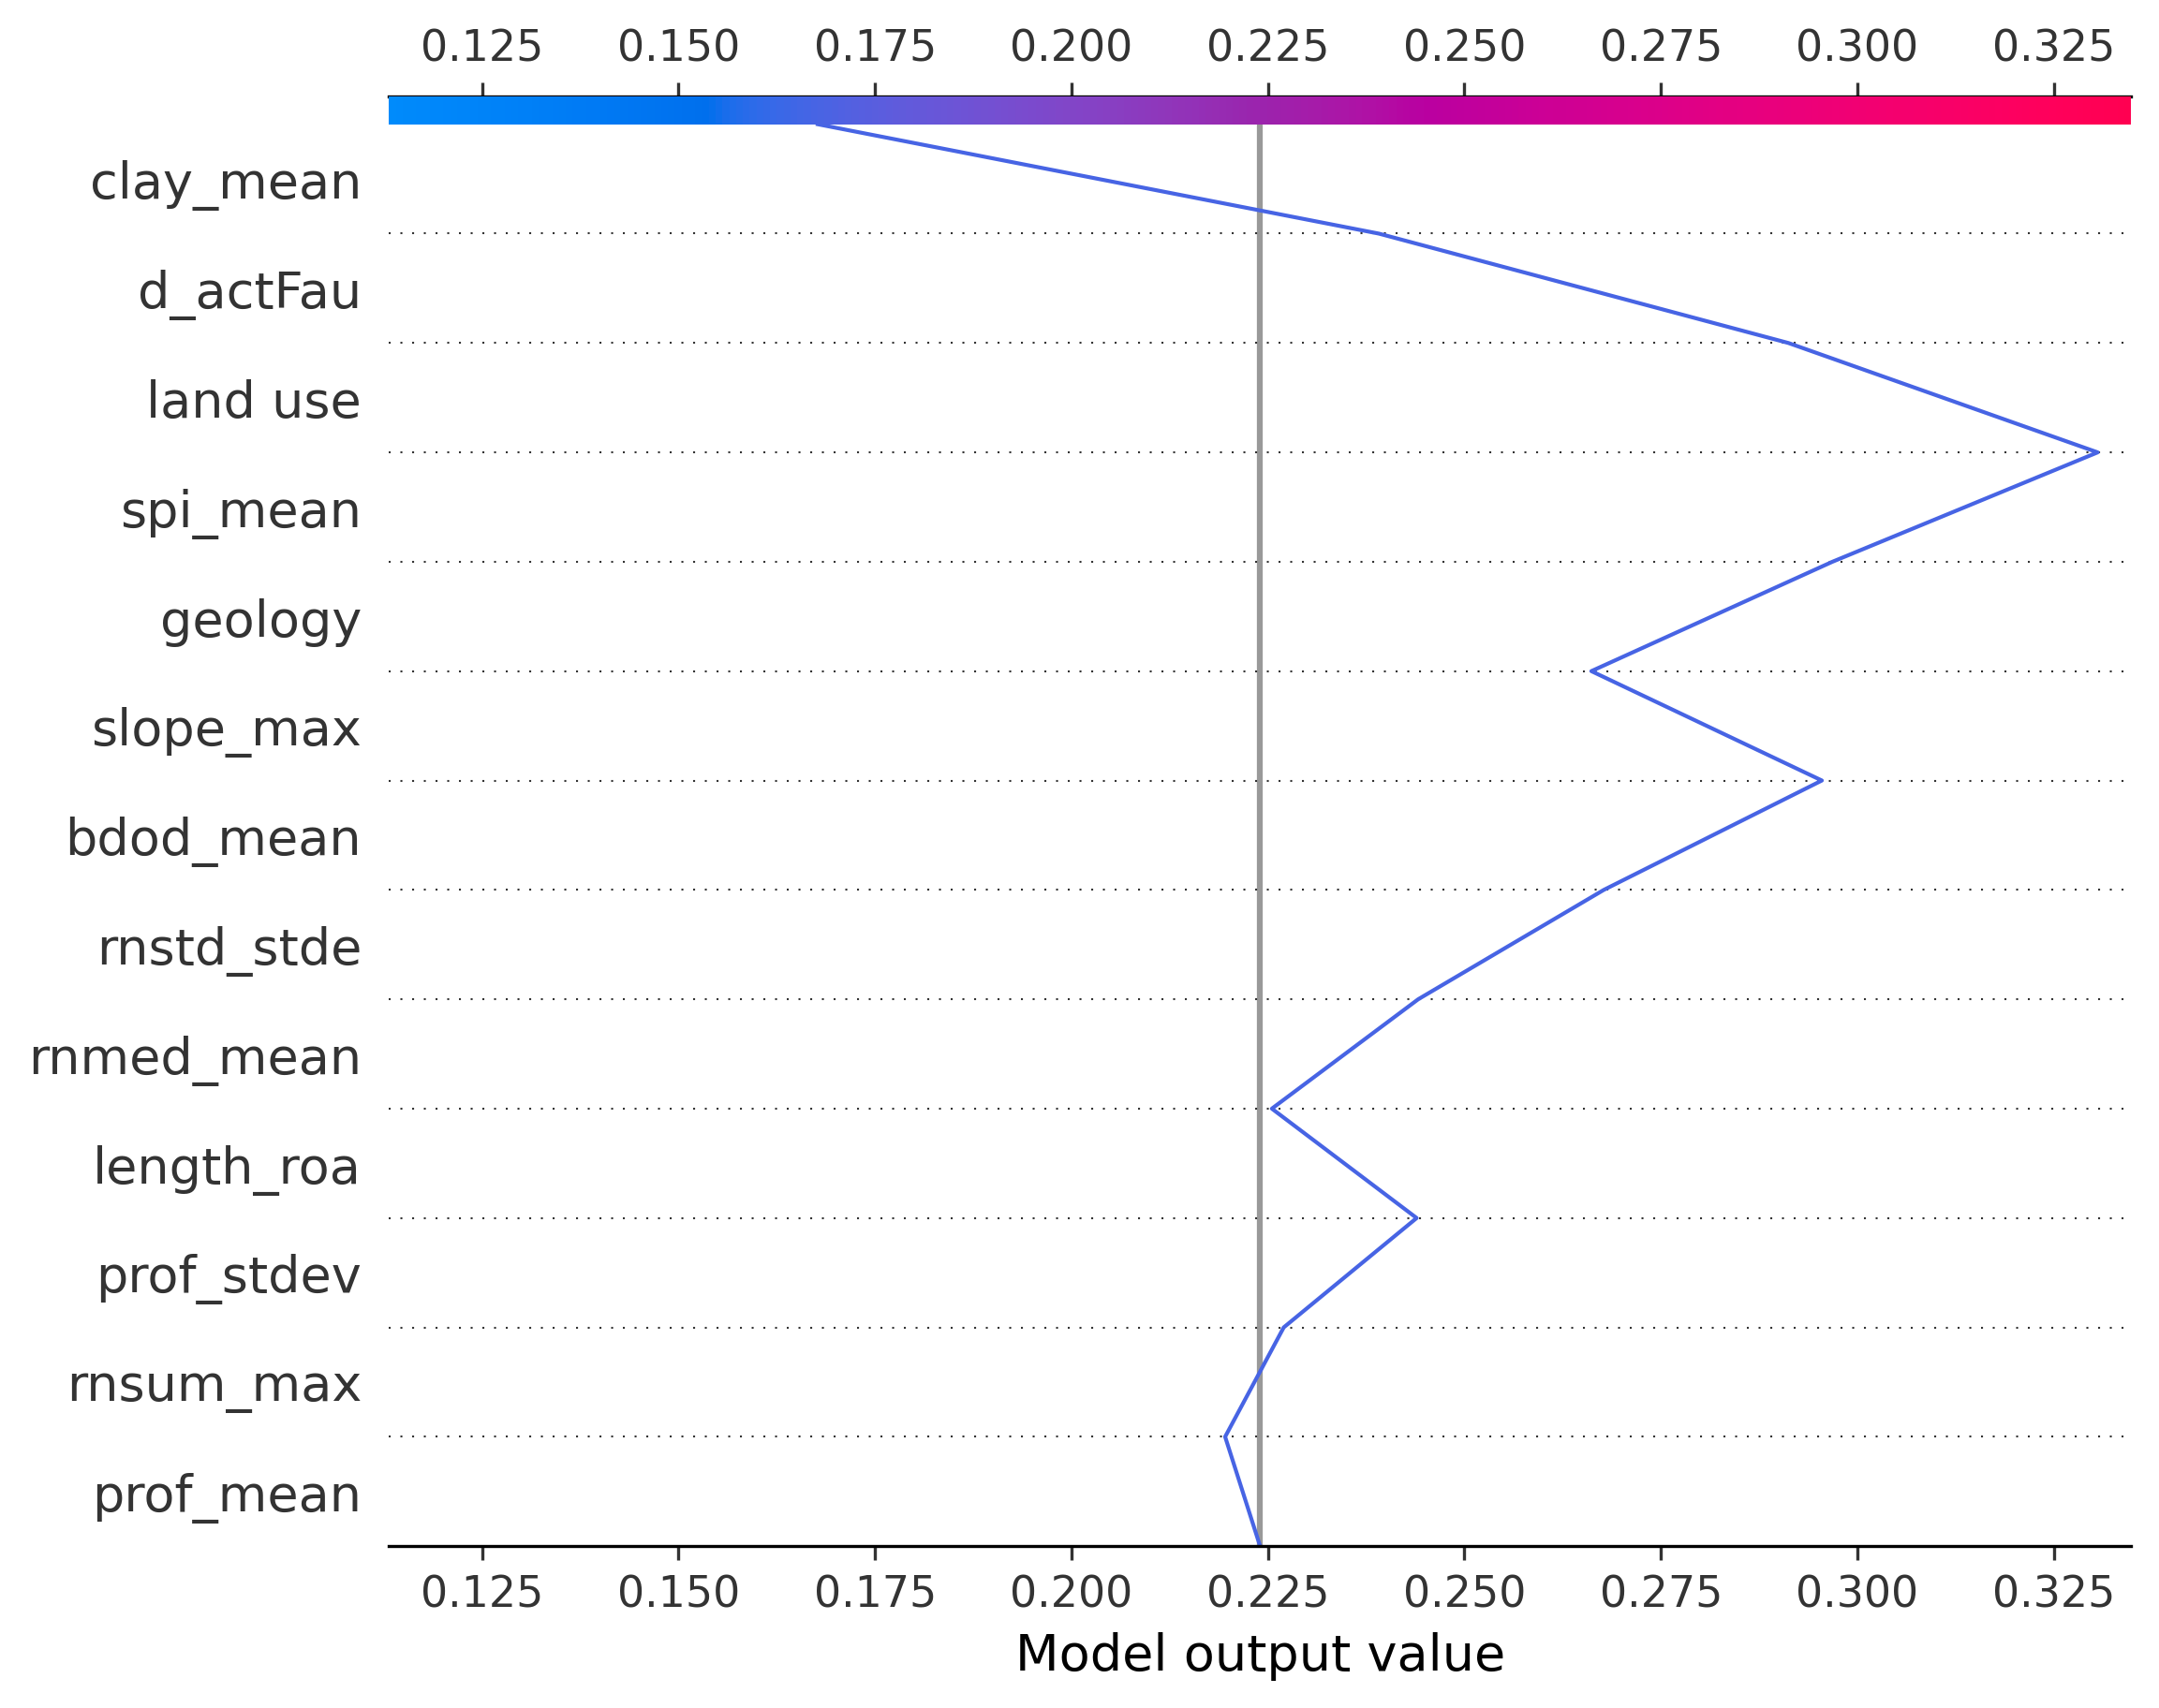 0.125 0.150 0.175 0.200 0.225 0.250 0.275 0.300 0.325
clay_mean
d_actFau
land use
spi_mean
geology
slope_max
bdod_mean
rnstd_stde
rnmed_mean
length_roa
prof_stdev
rnsum_max
prof_mean
0.125 0.150 0.175 0.200 0.225 0.250 0.275 0.300 0.325
Model output value